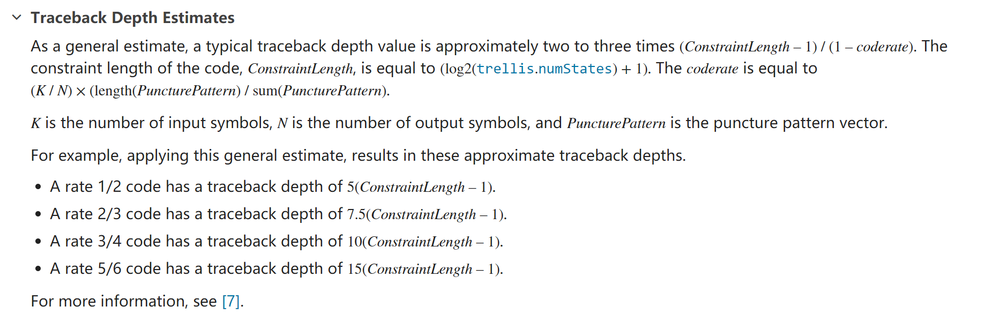 Traceback Depth Estimates
As a general estimate, a typical traceback depth value is approximately two to three times (ConstraintLength – 1) / (1 – coderate). The
constraint length of the code, ConstraintLength, is equal to (log2(trellis.numStates) + 1). The coderate is equal to
(K / N) × (length(PuncturePattern) / sum(PuncturePattern).
K is the number of input symbols, N is the number of output symbols, and PuncturePattern is the puncture pattern vector.
For example, applying this general estimate, results in these approximate traceback depths.
• A rate 1/2 code has a traceback depth of 5(ConstraintLength – 1).
• A rate 2/3 code has a traceback depth of 7.5(ConstraintLength – 1).
• A rate 3/4 code has a traceback depth of 10(ConstraintLength – 1).
• A rate 5/6 code has a traceback depth of 15(ConstraintLength – 1).
For more information, see [7].